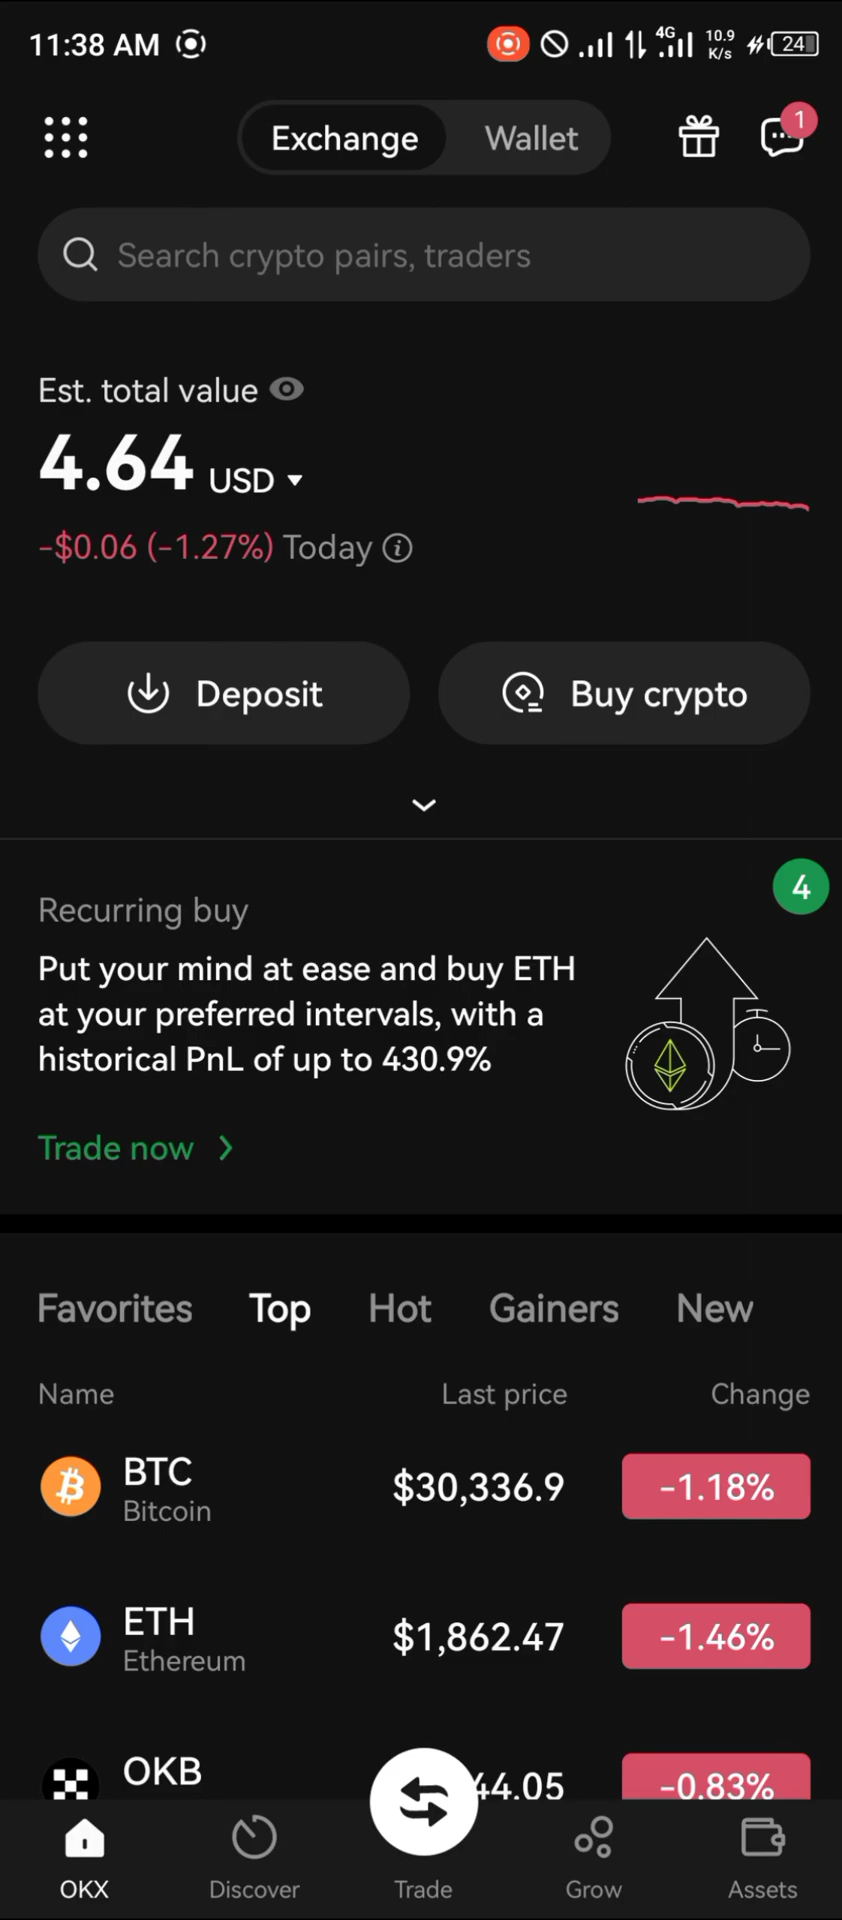 11:38 AM
4G
10.9 K/s
24
Exchange
Wallet
1
Search crypto pairs, traders
Est. total value
4.64 USD
-$0.06 (-1.27%) Today
Deposit
Buy crypto
4
Recurring buy
Put your mind at ease and buy ETH
at your preferred intervals, with a
historical PnL of up to 430.9%
Trade now
Favorites Top Hot Gainers New
Name Last price Change
BTC
Bitcoin
$30,336.9
-1.18%
ETH
Ethereum
$1,862.47
-1.46%
OKB
44.05
-0.83%
OKX
Discover
Trade
Grow
Assets